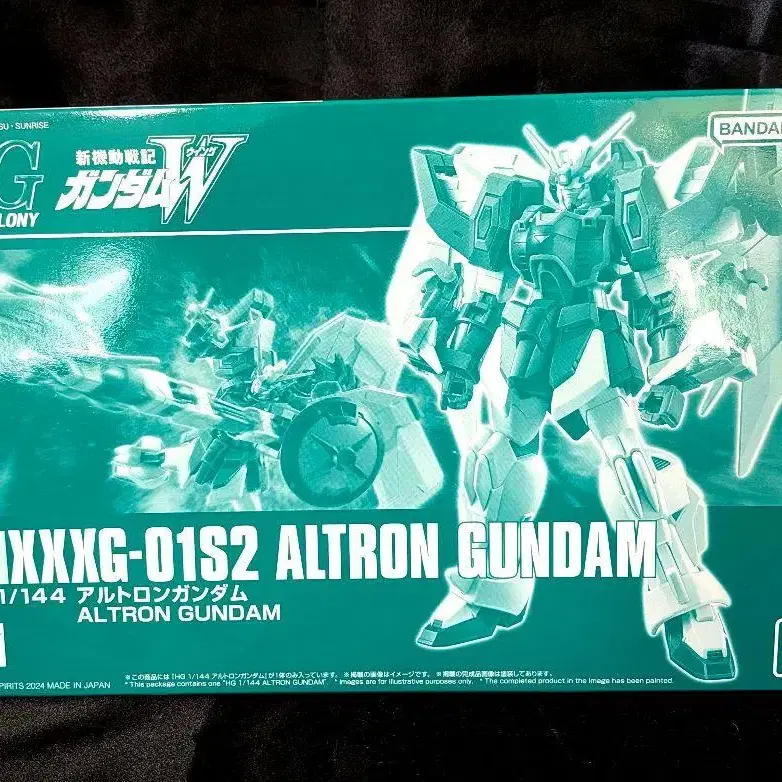 SU・SUNRISE
BANDAI
G
LONY
新機動戦記
ウイング
ガンダムW
XXXG-01S2 ALTRON GUNDAM
1/144 アルトロンガンダム
ALTRON GUNDAM
※この商品には「HG 1/144 アルトロンガンダム」が1体のみ入っています。 ※掲載の画像はイメージです。 ※掲載の完成品画像は塗装してあります。
*This package contains one "HG 1/144 ALTRON GUNDAM". *Images are for illustrative purposes only. *The completed product in the image has been painted.
PIRITS 2024 MADE IN JAPAN